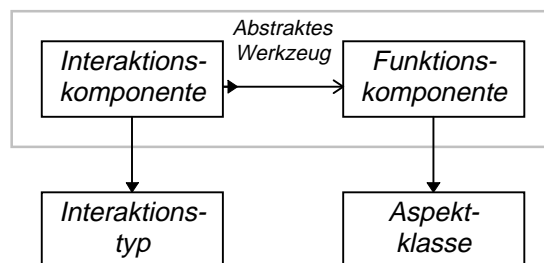 Abstraktes
Werkzeug
Interaktions-
komponente
Funktions-
komponente
Interaktions-
typ
Aspekt-
klasse